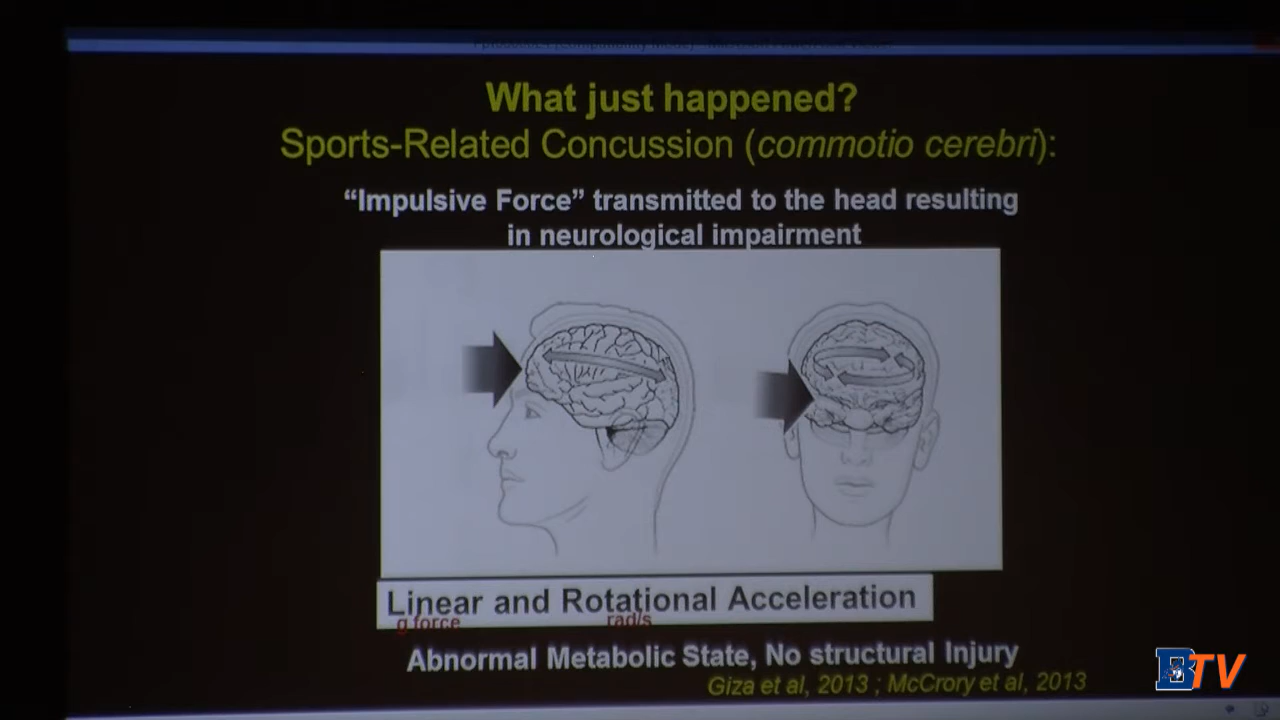 What just happened?
Sports-Related Concussion (commotio cerebri):
“Impulsive Force” transmitted to the head resulting
in neurological impairment
Linear and Rotational Acceleration
g force rad/s
Abnormal Metabolic State, No structural Injury
Giza et al, 2013 ; McCrory et al, 2013
BTV